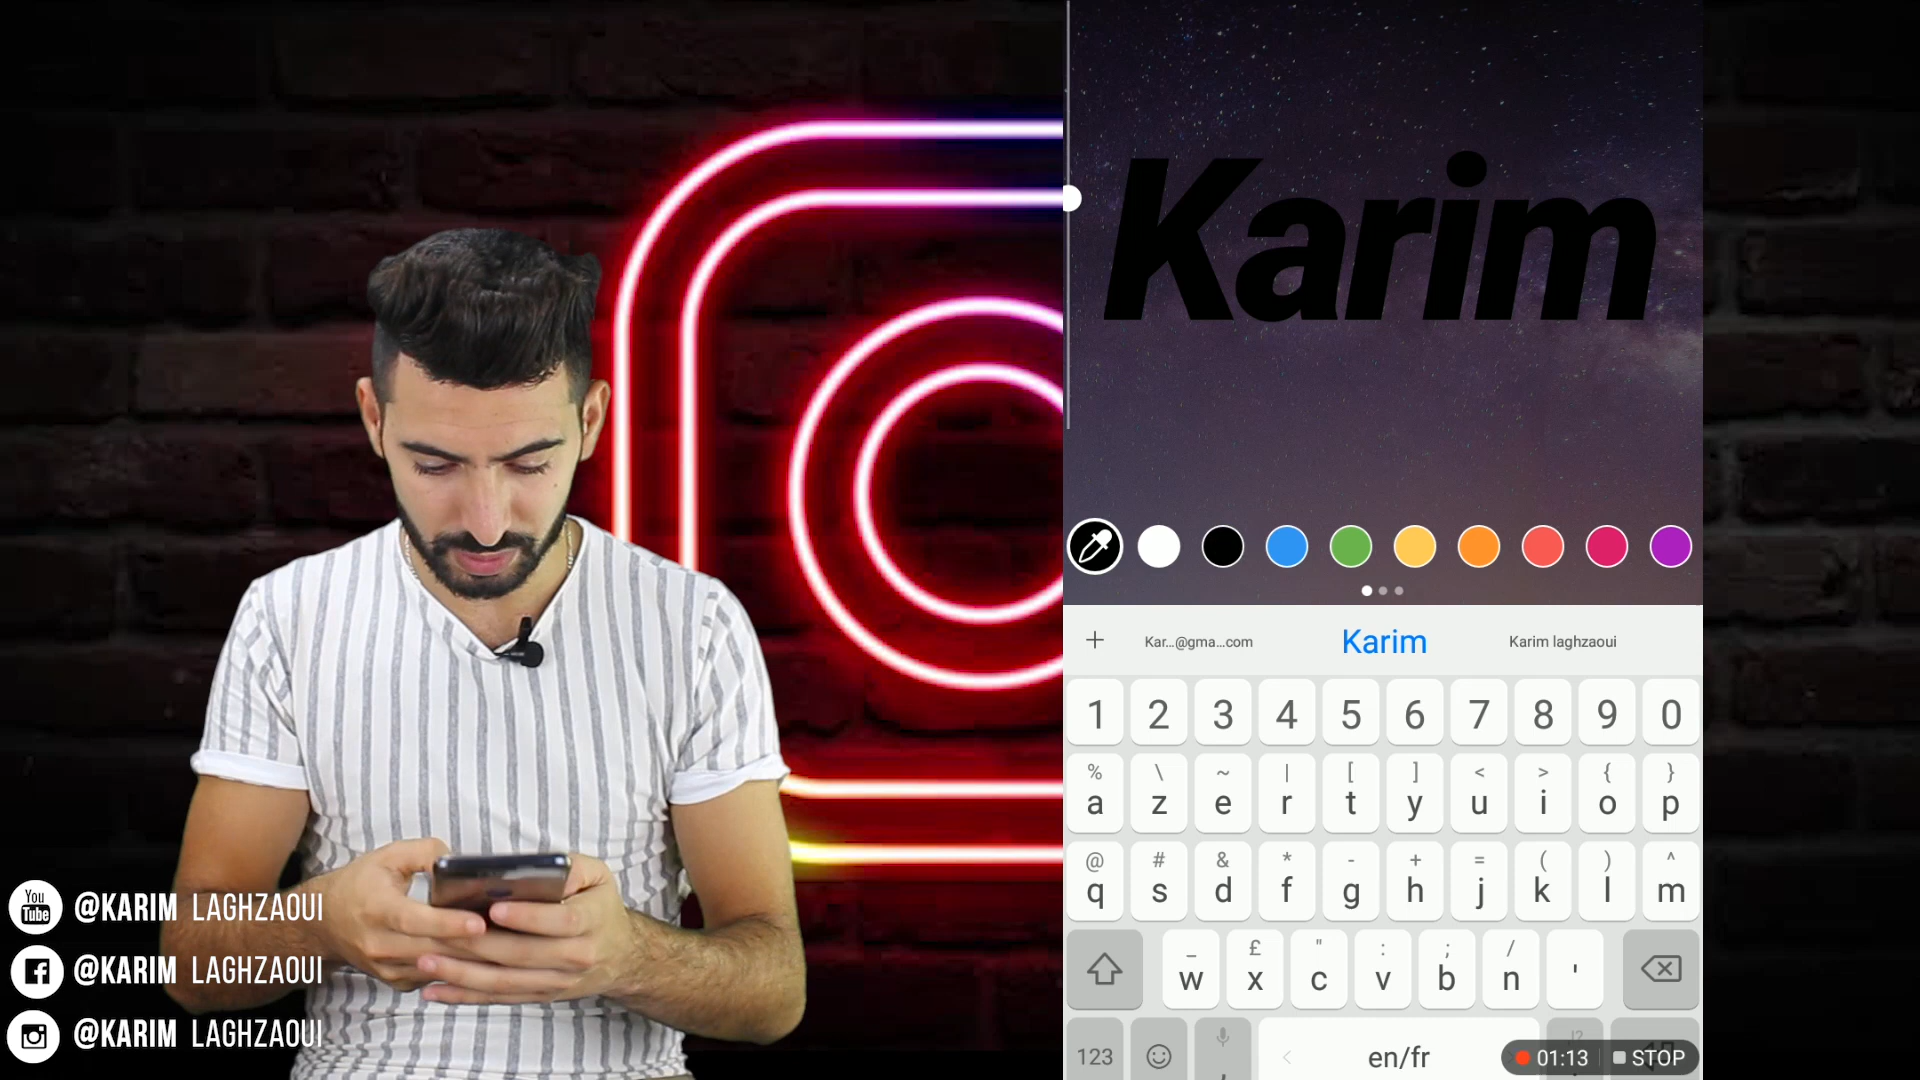 Karim
Kar...@gma...com
Karim
Karim laghzaoui
1 2 3 4 5 6 7 8 9 0
% \ ~ | [ ] < > { }
a z e r t y u i o p
@ # & * - + = ( ) ^
q s d f g h j k l m
_ £ " : ; /
w x c v b n '
123
en/fr
01:13
STOP
You Tube
@KARIM LAGHZAOUI
@KARIM LAGHZAOUI
@KARIM LAGHZAOUI